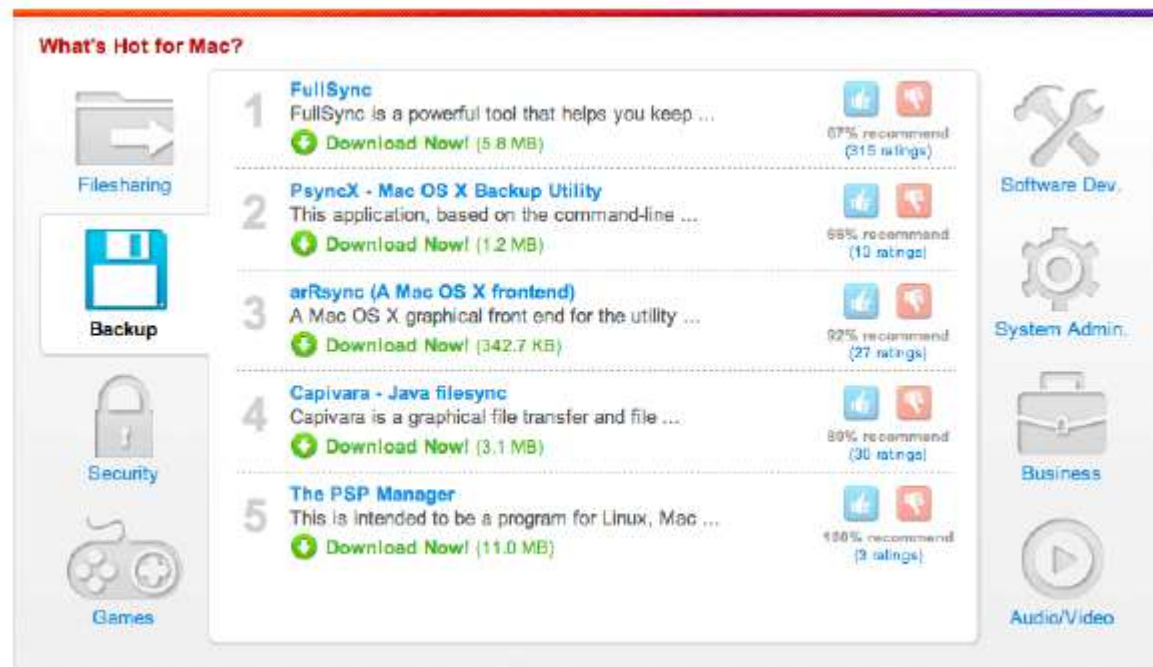 What's Hot for Mac?
Filesharing
Backup
Security
Games
1
FullSync
FullSync is a powerful tool that helps you keep ...
Download Now! (5.8 MB)
67% recommend
(315 ratings)
2
PsyncX - Mac OS X Backup Utility
This application, based on the command-line ...
Download Now! (1.2 MB)
recommend
(13 ratings)
3
arRsync (A Mac OS X frontend)
A Mac OS X graphical front end for the utility ...
Download Now! (342.7 KB)
92% recommend
(27 ratings)
4
Capivara - Java filesync
Capivara is a graphical file transfer and file ...
Download Now! (3.1 MB)
recommend
(30 ratings)
5
The PSP Manager
This is intended to be a program for Linux, Mac ...
Download Now! (11.0 MB)
100% recommend
(3 ratings)
Software Dev.
System Admin.
Business
Audio/Video